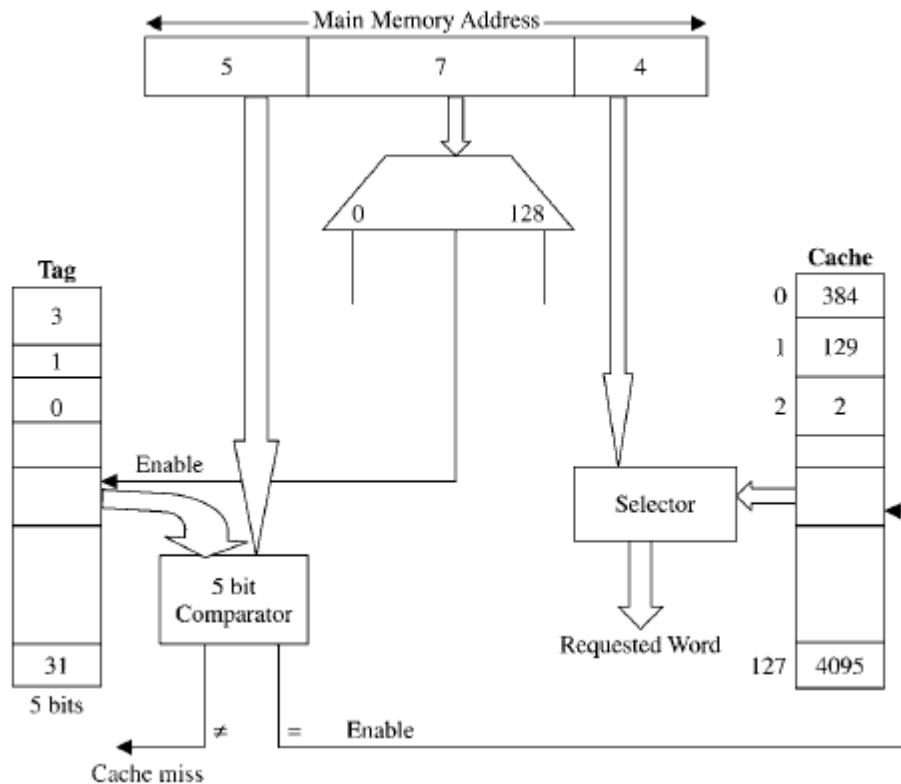 Main Memory Address
5 7 4
0 128
Tag
Cache
3
0 384
1
1 129
0
2 2
Enable
Selector
5 bit
Comparator
Requested Word
31
127 4095
5 bits
≠ = Enable
Cache miss